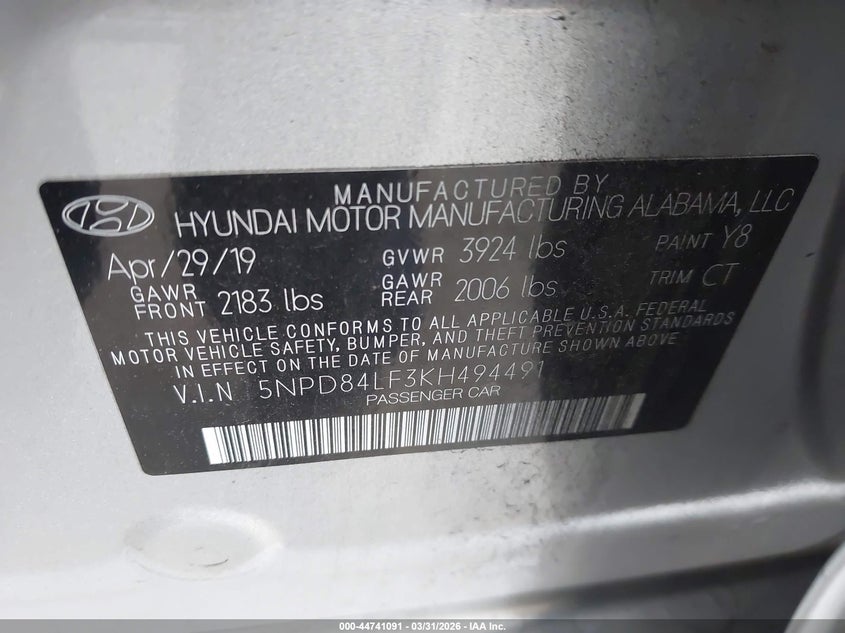 MANUFACTURED BY
HYUNDAI MOTOR MANUFACTURING ALABAMA, LLC
Apr/29/19 GVWR 3924 lbs PAINT Y8
GAWR FRONT 2183 lbs GAWR REAR 2006 lbs TRIM CT
THIS VEHICLE CONFORMS TO ALL APPLICABLE U.S.A. FEDERAL
MOTOR VEHICLE SAFETY, BUMPER, AND THEFT PREVENTION STANDARDS
IN EFFECT ON THE DATE OF MANUFACTURE SHOWN ABOVE
V.I.N 5NPD84LF3KH494491
PASSENGER CAR
000-44741091 - 03/31/2026 - IAA Inc.